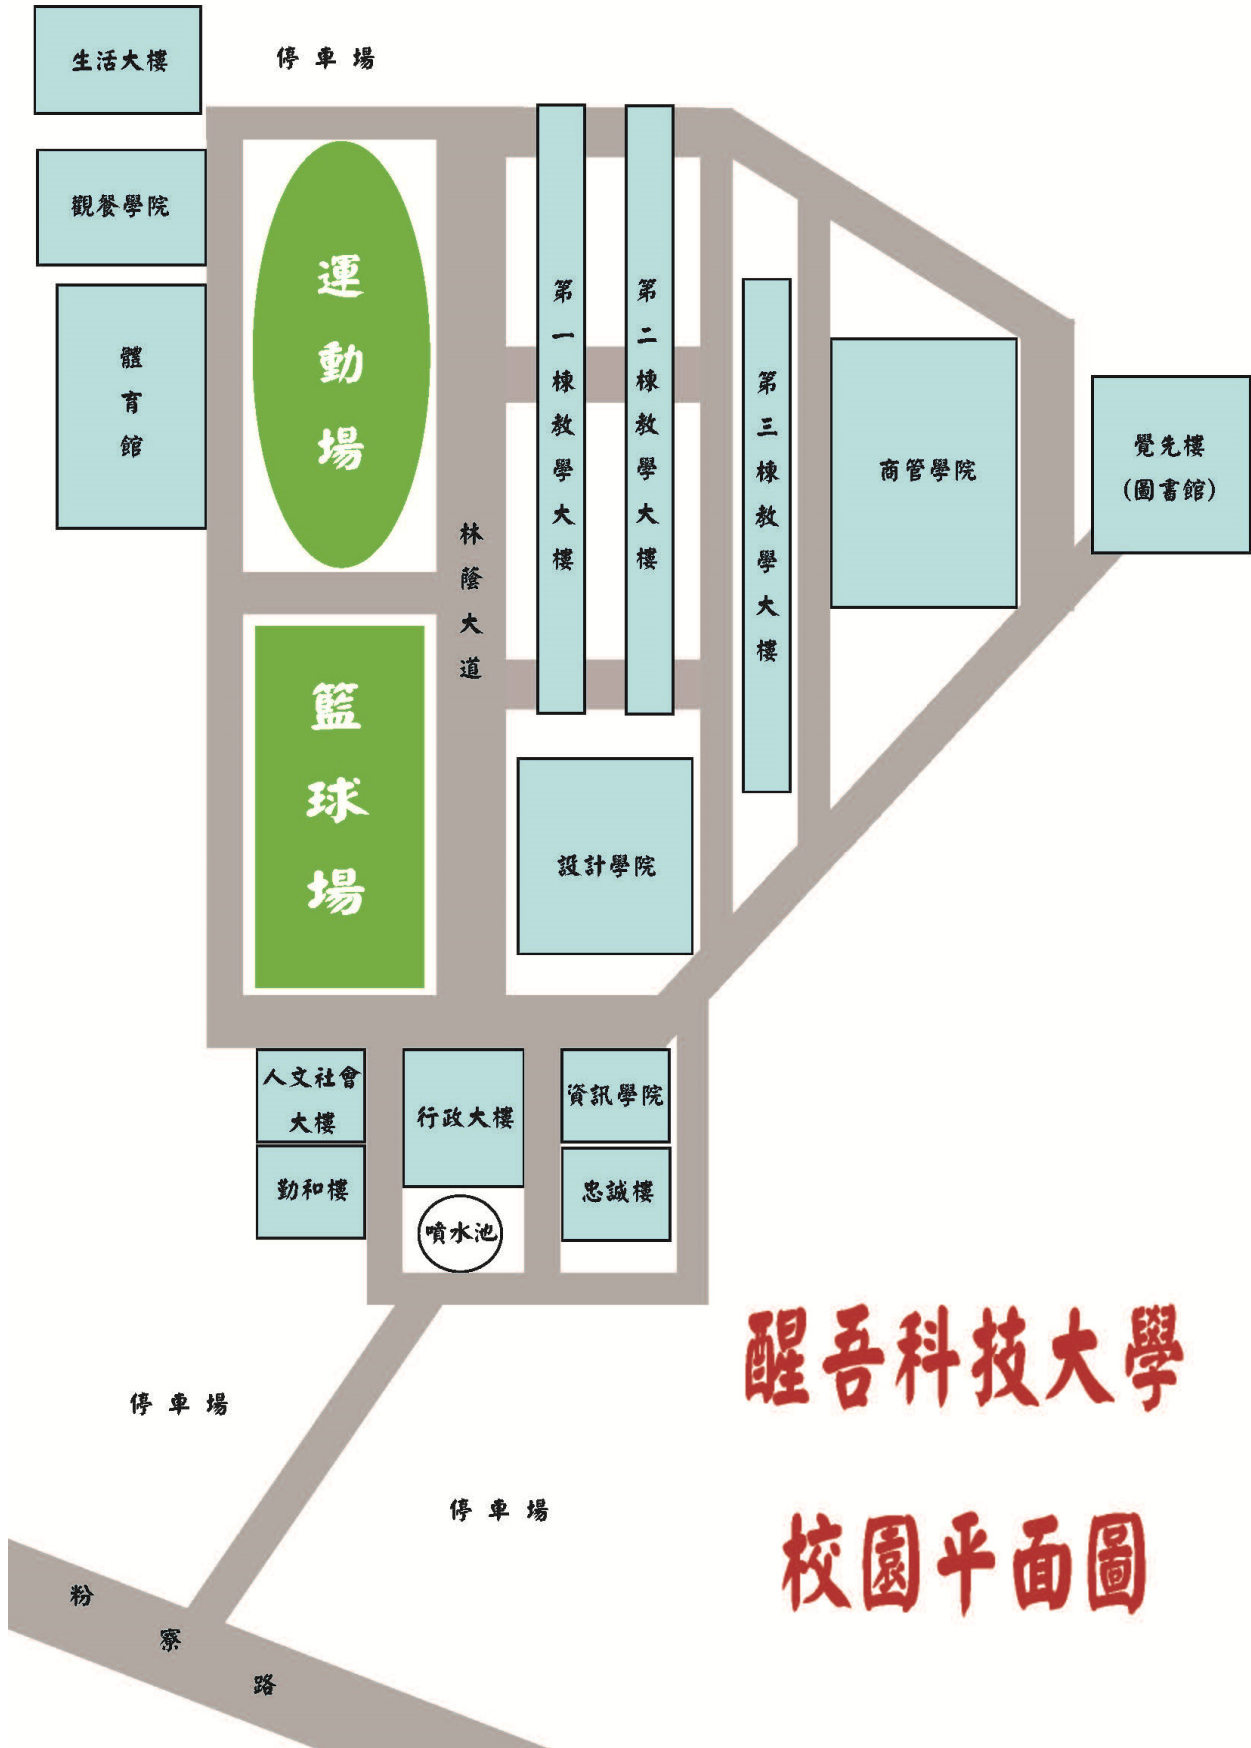 生活大樓
停車場
觀餐學院
體育館
運動場
林蔭大道
第一棟教學大樓
第二棟教學大樓
第三棟教學大樓
商管學院
覺先樓
(圖書館)
籃球場
設計學院
人文社會
大樓
行政大樓
資訊學院
勤和樓
忠誠樓
噴水池
醒吾科技大學
停車場
停車場
校園平面圖
粉寮路